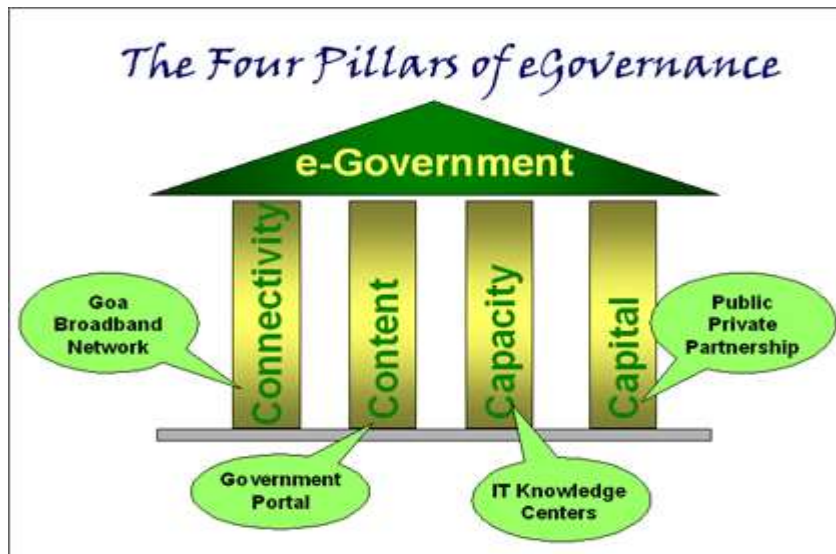 The Four Pillars of eGovernance
e-Government
Connectivity
Content
Capacity
Capital
Goa
Broadband
Network
Public
Private
Partnership
Government
Portal
IT Knowledge
Centers